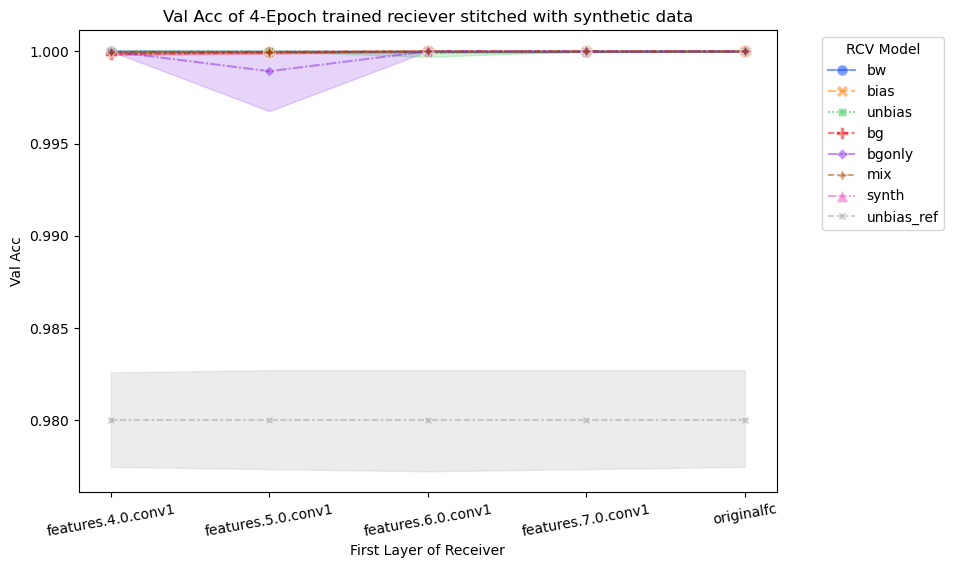 Val Acc of 4-Epoch trained reciever stitched with synthetic data
1.000
0.995
0.990
0.985
0.980
Val Acc
features.4.0.conv1
features.5.0.conv1
features.6.0.conv1
features.7.0.conv1
originalfc
First Layer of Receiver
RCV Model
bw
bias
unbias
bg
bgonly
mix
synth
unbias_ref